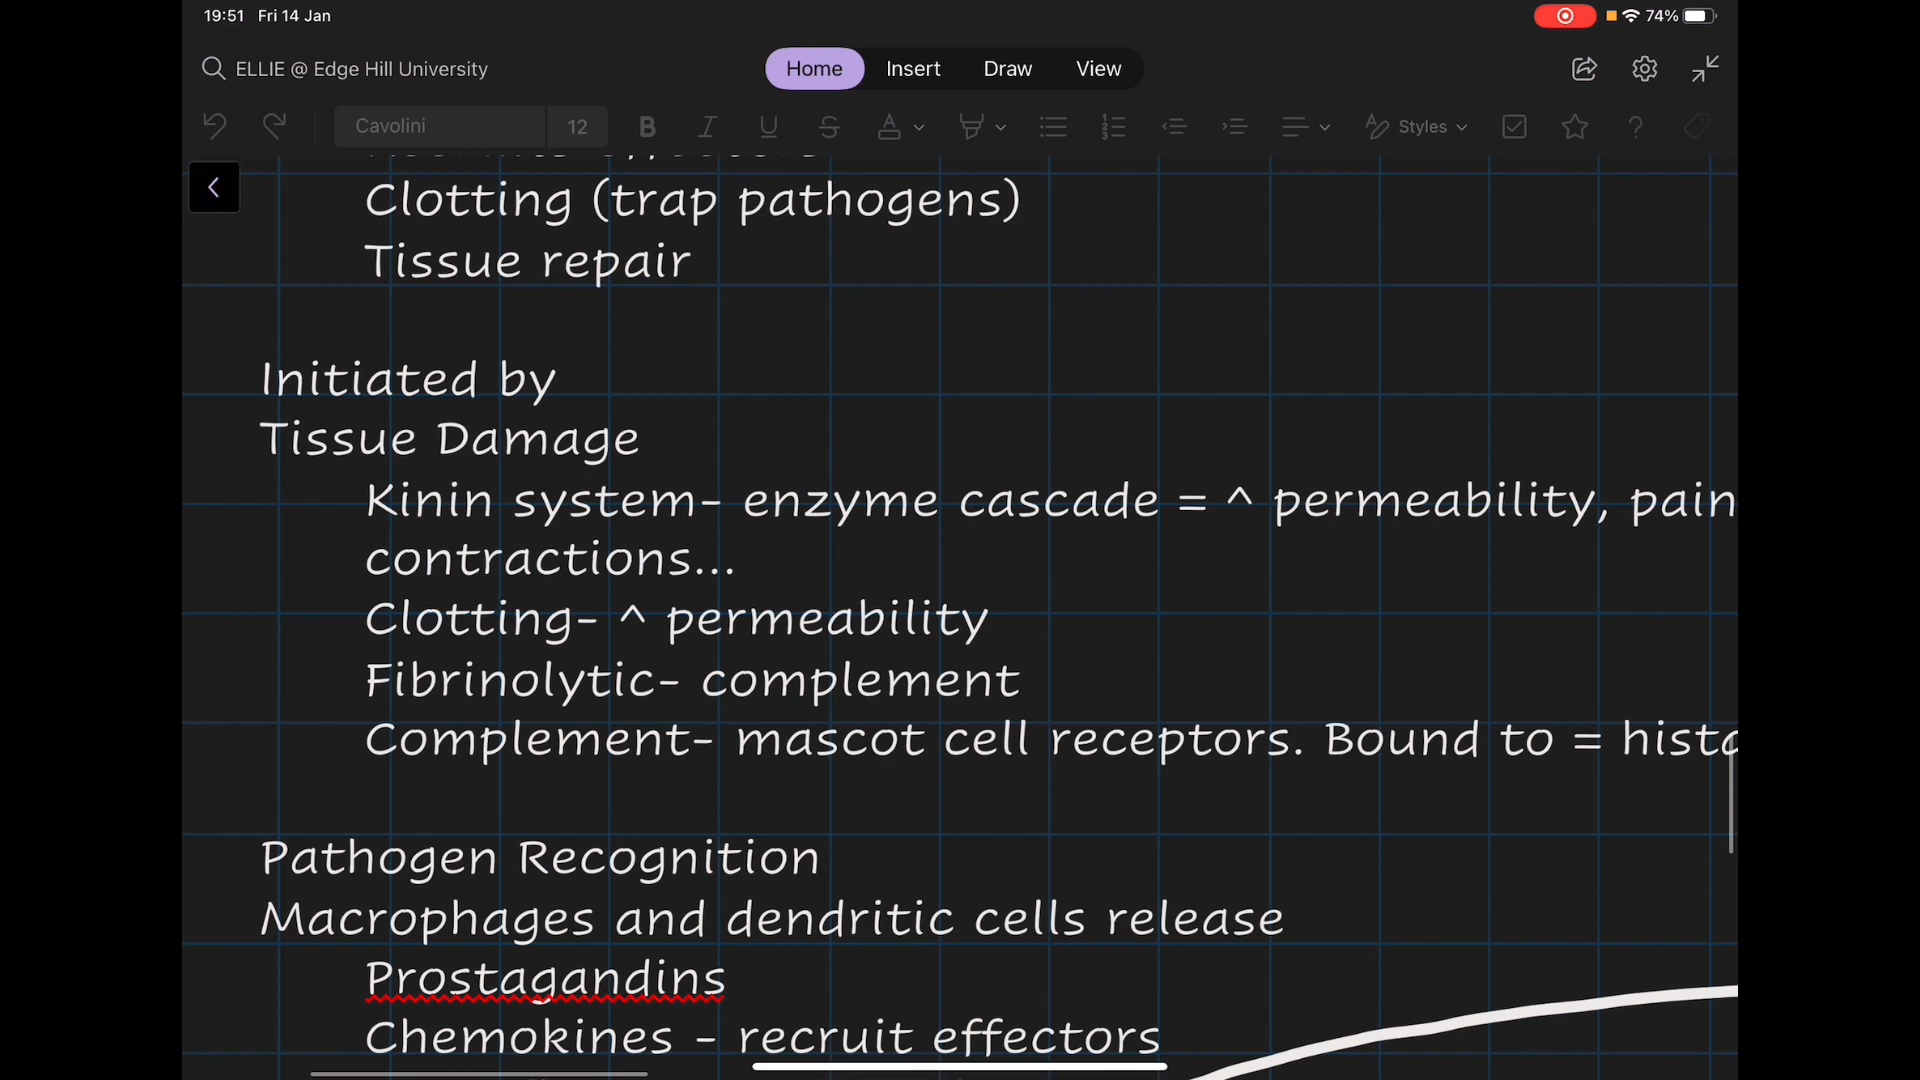 19:51 Fri 14 Jan
74%
ELLIE @ Edge Hill University
Home Insert Draw View
Cavolini 12 B I U S A Styles ?
Clotting (trap pathogens)
Tissue repair
Initiated by
Tissue Damage
Kinin system- enzyme cascade = ^ permeability, pain
contractions...
Clotting- ^ permeability
Fibrinolytic- complement
Complement- mascot cell receptors. Bound to = hista
Pathogen Recognition
Macrophages and dendritic cells release
Prostagandins
Chemokines - recruit effectors